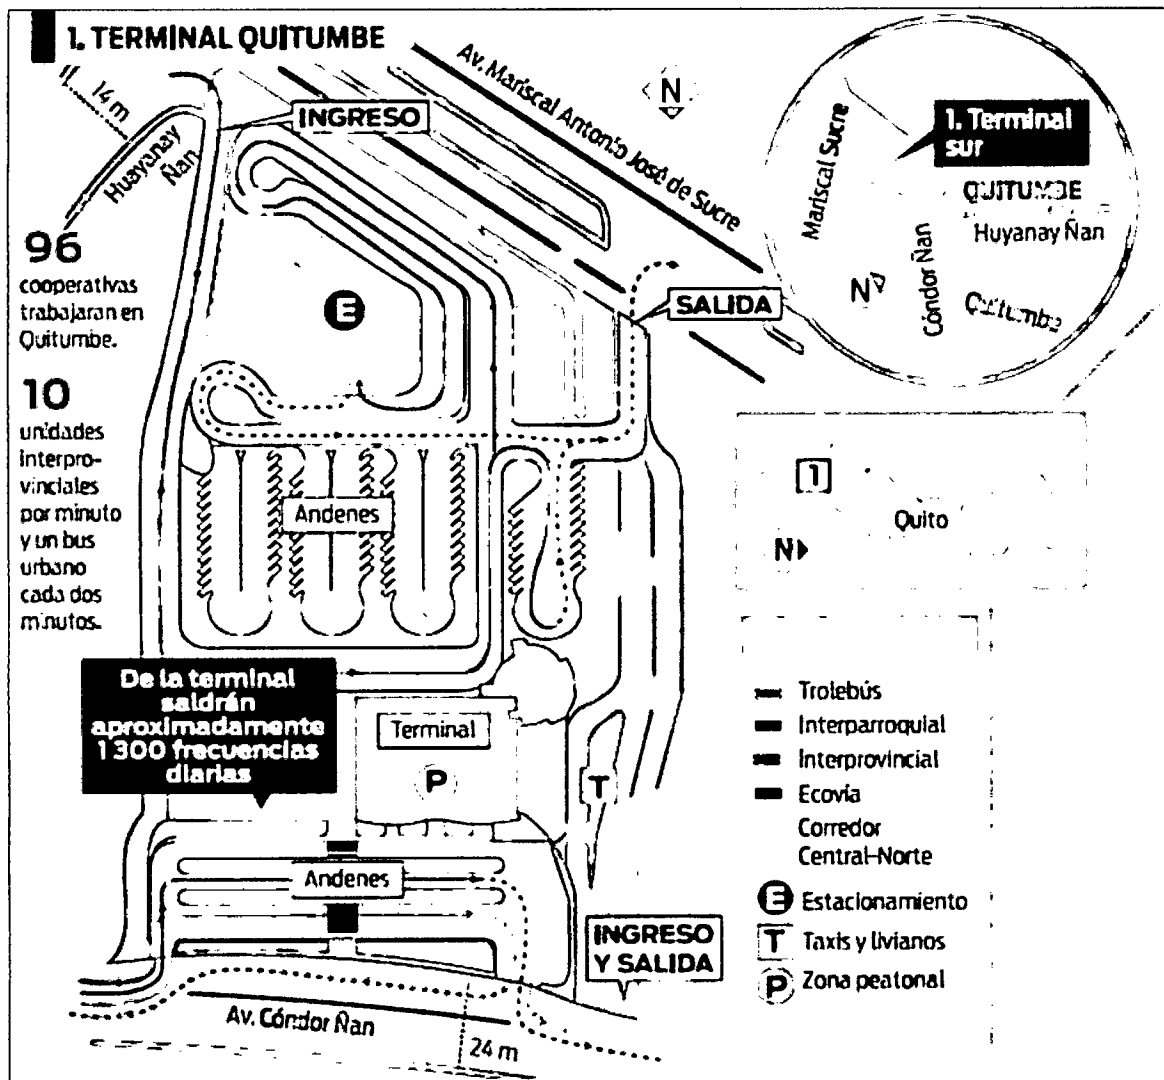 1. TERMINAL QUITUMBE
14 m
Huayanay
Ñan
INGRESO
Av. Mariscal Antonio José de Sucre
N
96
cooperativas
trabajaran en
Quitumbe.
10
unidades
interpro-
vinciales
por minuto
y un bus
urbano
cada dos
minutos.
E
SALIDA
Andenes
De la terminal
saldrán
aproximadamente
1 300 frecuencias
diarias
Terminal
P
T
Andenes
INGRESO
Y SALIDA
Av. Cóndor Ñan
24 m
Mariscal Sucre
1. Terminal
sur
QUITUMBE
Huyanay Ñan
Cóndor Ñan
N
Quitumbe
1
Quito
N
Trolebús
Interparroquial
Interprovincial
Ecovía
Corredor
Central-Norte
E Estacionamiento
T Taxis y livianos
P Zona peatonal